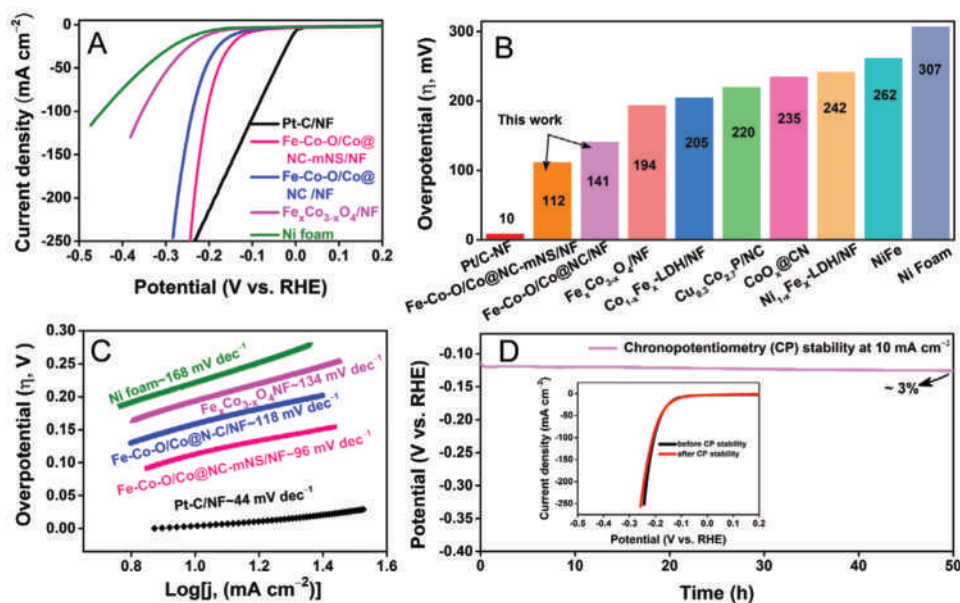 A
Current density (mA cm⁻²)
0
-50
-100
-150
-200
-250
Pt-C/NF
Fe-Co-O/Co@
NC-mNS/NF
Fe-Co-O/Co@
NC /NF
FeₓCo₃₋ₓO₄/NF
Ni foam
-0.5 -0.4 -0.3 -0.2 -0.1 0.0 0.1 0.2
Potential (V vs. RHE)
B
Overpotential (η, mV)
300
200
100
0
This work
10
112
141
194
205
220
235
242
262
307
Pt/C-NF
Fe-Co-O/Co@NC-mNS/NF
Fe-Co-O/Co@NC/NF
FeₓCo₃₋ₓO₄/NF
Co₁₋ₓFeₓ-LDH/NF
Cu₀.₃Co₂.₇P/NC
CoOₓ@CN
Ni₁₋ₓFeₓ-LDH/NF
NiFe
Ni Foam
C
Overpotential (η, V)
0.30
0.25
0.20
0.15
0.10
0.05
0.00
Ni foam~168 mV dec⁻¹
FeₓCo₃₋ₓO₄NF~134 mV dec⁻¹
Fe-Co-O/Co@N-C/NF~118 mV dec⁻¹
Fe-Co-O/Co@NC-mNS/NF~96 mV dec⁻¹
Pt-C/NF~44 mV dec⁻¹
0.8 1.0 1.2 1.4 1.6
Log[j, (mA cm⁻²)]
D
Potential (V vs. RHE)
-0.10
-0.15
-0.20
-0.25
-0.30
-0.35
-0.40
Chronopotentiometry (CP) stability at 10 mA cm⁻²
~ 3%
Current density (mA cm⁻²)
0
-50
-100
-150
-200
-250
before CP stability
after CP stability
-0.5 -0.4 -0.3 -0.2 -0.1 0.0 0.1 0.2
Potential (V vs. RHE)
0 10 20 30 40 50
Time (h)